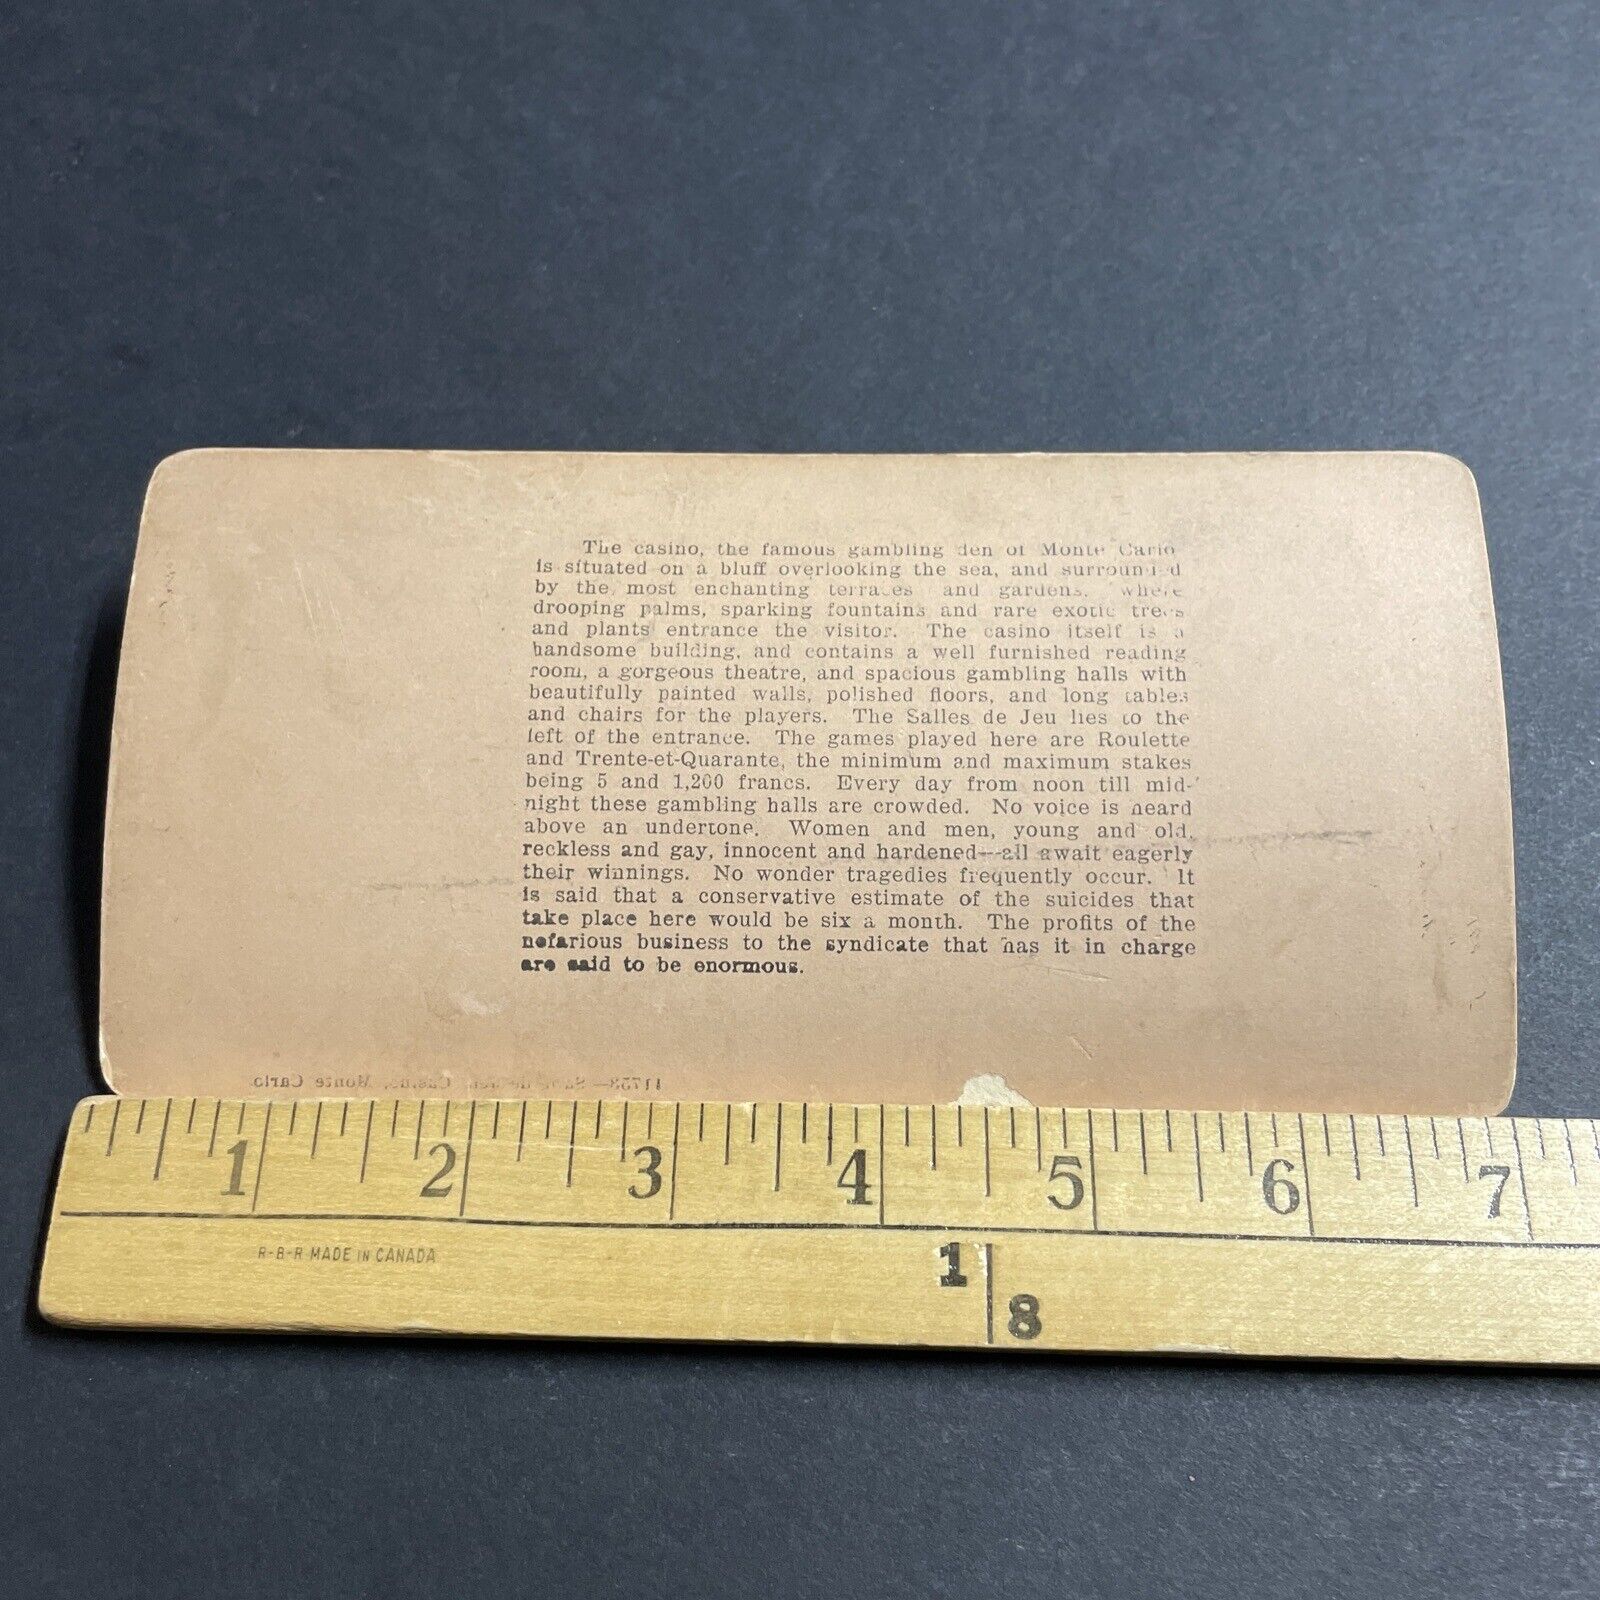 The casino, the famous gambling den of Monte Carlo
is situated on a bluff overlooking the sea, and surrounded
by the most enchanting terraces and gardens, where
drooping palms, sparking fountains and rare exotic trees
and plants entrance the visitor. The casino itself is a
handsome building, and contains a well furnished reading
room, a gorgeous theatre, and spacious gambling halls with
beautifully painted walls, polished floors, and long tables
and chairs for the players. The Salles de Jeu lies to the
left of the entrance. The games played here are Roulette
and Trente-et-Quarante, the minimum and maximum stakes
being 5 and 1,200 francs. Every day from noon till mid-
night these gambling halls are crowded. No voice is heard
above an undertone. Women and men, young and old,
reckless and gay, innocent and hardened—all await eagerly
their winnings. No wonder tragedies frequently occur. It
is said that a conservative estimate of the suicides that
take place here would be six a month. The profits of the
nefarious business to the syndicate that has it in charge
are said to be enormous.
11753— Casino, Monte Carlo
1 2 3 4 5 6 7
R-B-R MADE IN CANADA
1
8